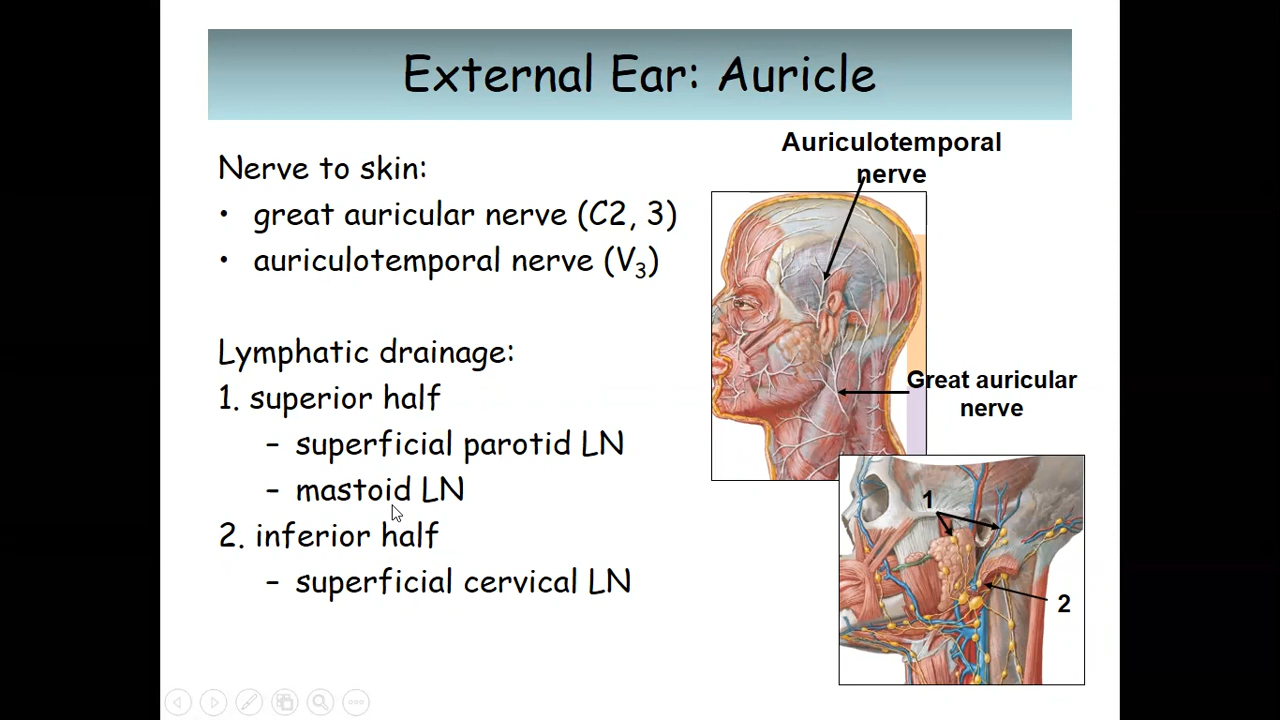 External Ear: Auricle
Nerve to skin:
• great auricular nerve (C2, 3)
• auriculotemporal nerve (V₃)
Lymphatic drainage:
1. superior half
– superficial parotid LN
– mastoid LN
2. inferior half
– superficial cervical LN
Auriculotemporal
nerve
Great auricular
nerve
1
2